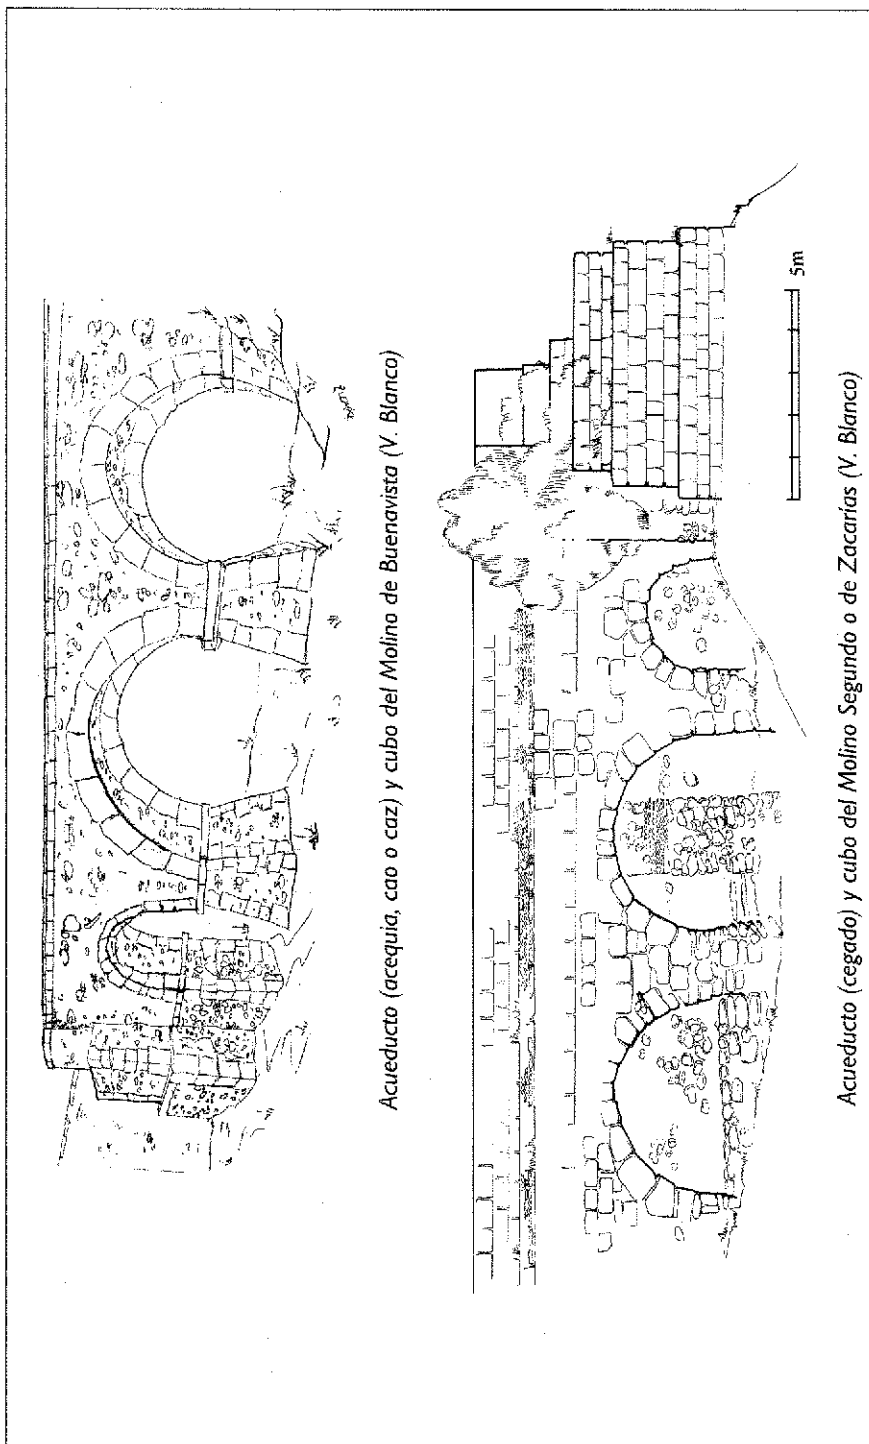 Acueducto (acequia, cao o caz) y cubo del Molino de Buenavista (V. Blanco)
5m
Acueducto (cegado) y cubo del Molino Segundo o de Zacarías (V. Blanco)